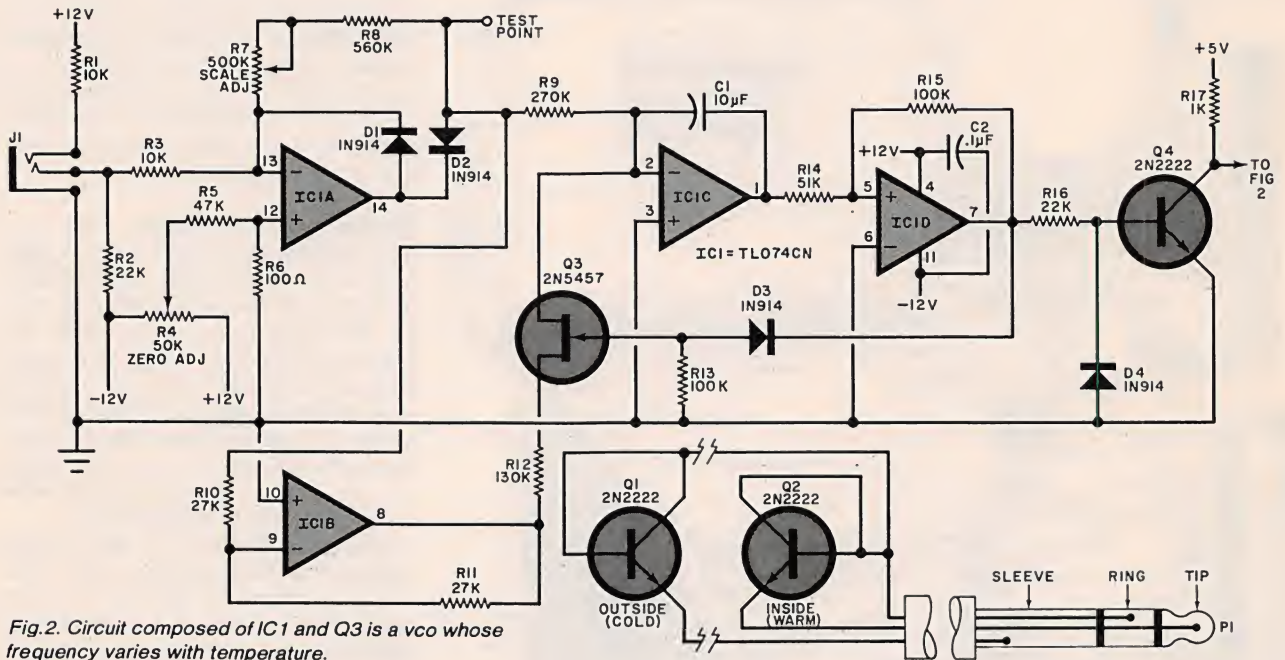 +12V
R1
10K
J1
R3
10K
R2
22K
R5
47K
R4
50K
ZERO ADJ
-12V
+12V
R6
100Ω
R7
500K
SCALE
ADJ
R8
560K
TEST
POINT
D1
1N914
D2
1N914
13
12
14
IC1A
R9
270K
C1
10µF
2
3
1
IC1C
IC1=TL074CN
R14
51K
R15
100K
+12V
C2
.1µF
5
6
4
7
11
IC1D
-12V
R16
22K
+5V
R17
1K
Q4
2N2222
TO
FIG
2
D4
1N914
Q3
2N5457
D3
1N914
R13
100K
R10
27K
10
9
8
IC1B
R12
130K
R11
27K
Q1
2N2222
OUTSIDE
(COLD)
Q2
2N2222
INSIDE
(WARM)
SLEEVE
RING
TIP
P1
Fig.2. Circuit composed of IC1 and Q3 is a vco whose
frequency varies with temperature.